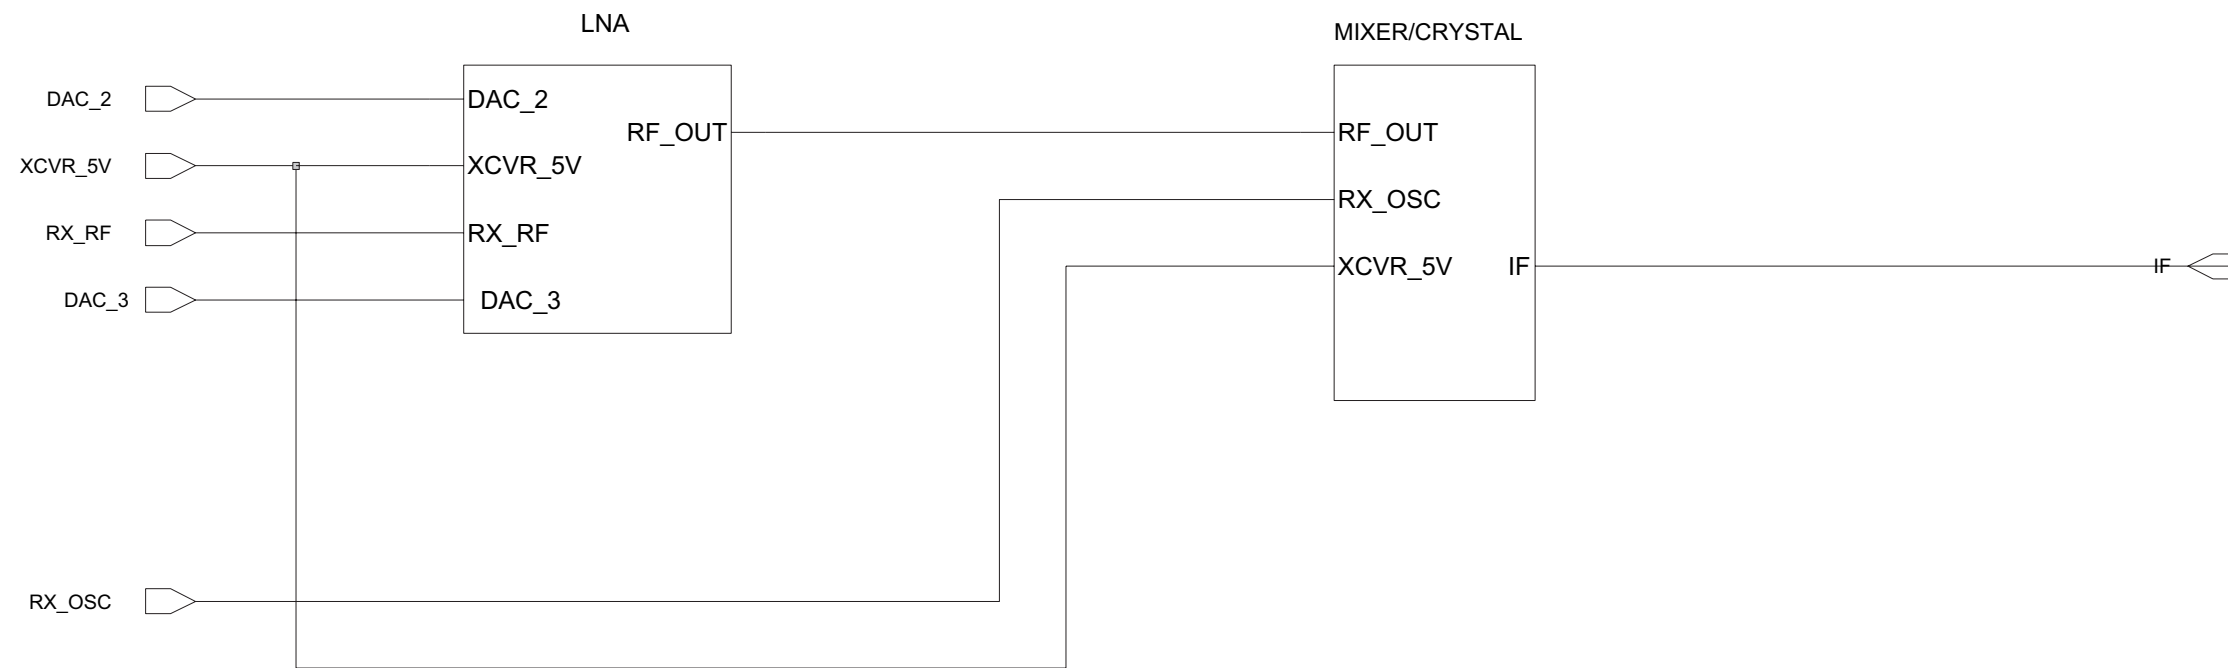 LNA
MIXER/CRYSTAL
DAC_2
DAC_2
RF_OUT
RF_OUT
XCVR_5V
XCVR_5V
RX_OSC
RX_RF
RX_RF
XCVR_5V
IF
IF
DAC_3
DAC_3
RX_OSC